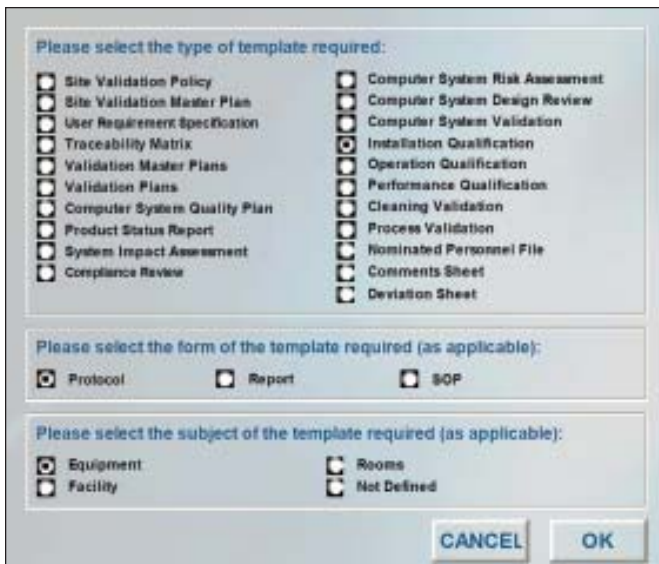 Please select the type of template required:
Site Validation Policy
Site Validation Master Plan
User Requirement Specification
Traceability Matrix
Validation Master Plans
Validation Plans
Computer System Quality Plan
Product Status Report
System Impact Assessment
Compliance Review
Computer System Risk Assessment
Computer System Design Review
Computer System Validation
Installation Qualification
Operation Qualification
Performance Qualification
Cleaning Validation
Process Validation
Nominated Personnel File
Comments Sheet
Deviation Sheet
Please select the form of the template required (as applicable):
Protocol Report SOP
Please select the subject of the template required (as applicable):
Equipment Rooms
Facility Not Defined
CANCEL OK